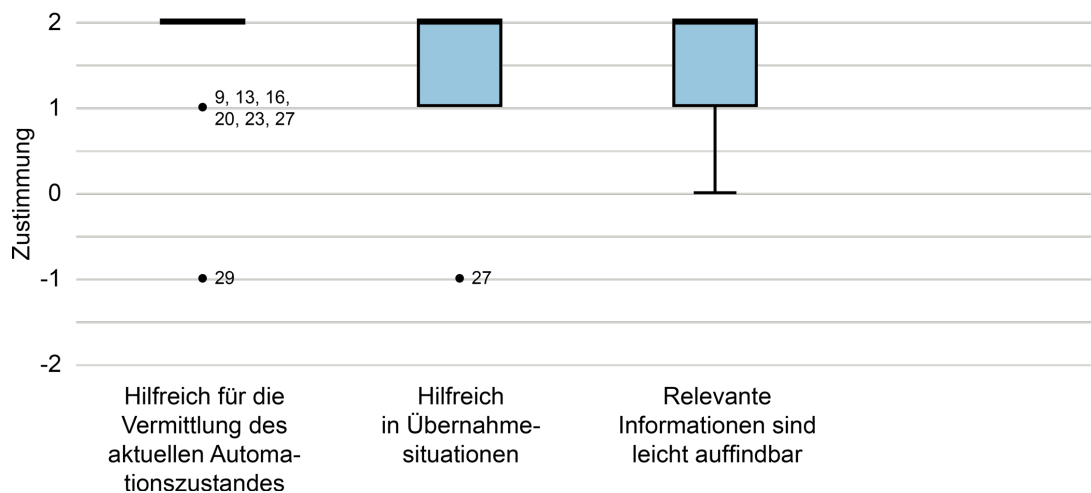 2
1
0
-1
-2
Zustimmung
9, 13, 16,
20, 23, 27
29
27
Hilfreich für die
Vermittlung des
aktuellen Automa-
tionszustandes
Hilfreich
in Übernahme-
situationen
Relevante
Informationen sind
leicht auffindbar